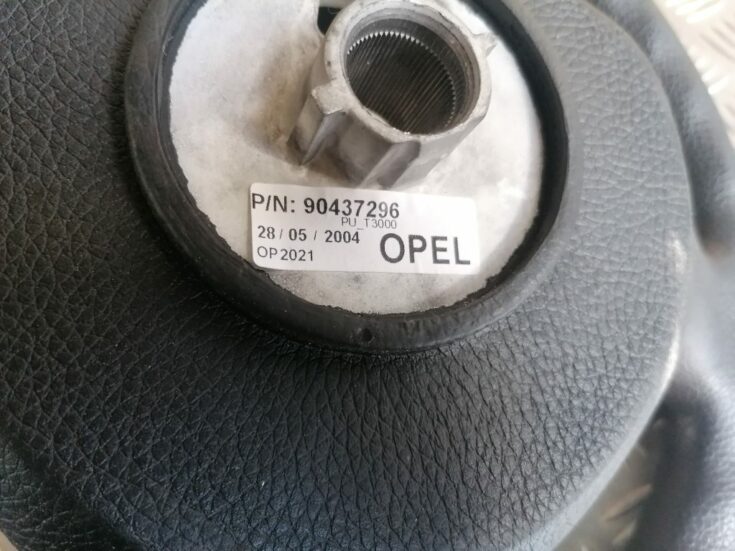 P/N: 90437296
PU_T3000
28 / 05 / 2004
OP2021
OPEL